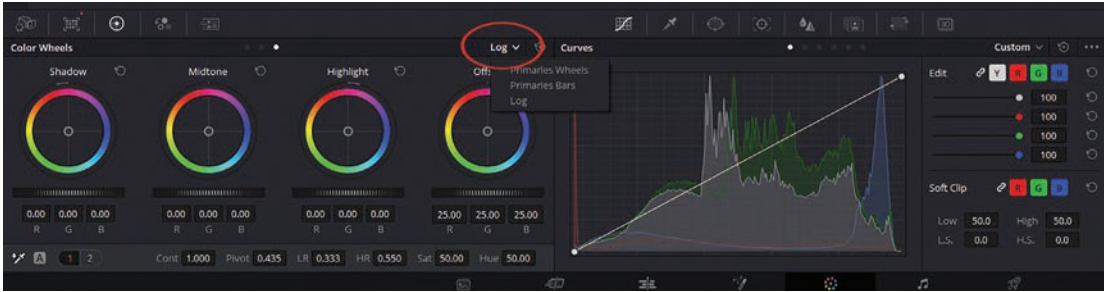 Color Wheels
Log
Shadow
Midtone
Highlight
Off
Primaries Wheels
Primaries Bars
Log
0.00 0.00 0.00
R G B
0.00 0.00 0.00
R G B
0.00 0.00 0.00
R G B
25.00 25.00 25.00
R G B
A
1 2
Cont 1.000 Pivot 0.435 LR 0.333 HR 0.550 Sat 50.00 Hue 50.00
Curves
Custom
Edit Y R G B
100
100
100
100
Soft Clip R G B
Low 50.0 High 50.0
L.S. 0.0 H.S. 0.0
3D